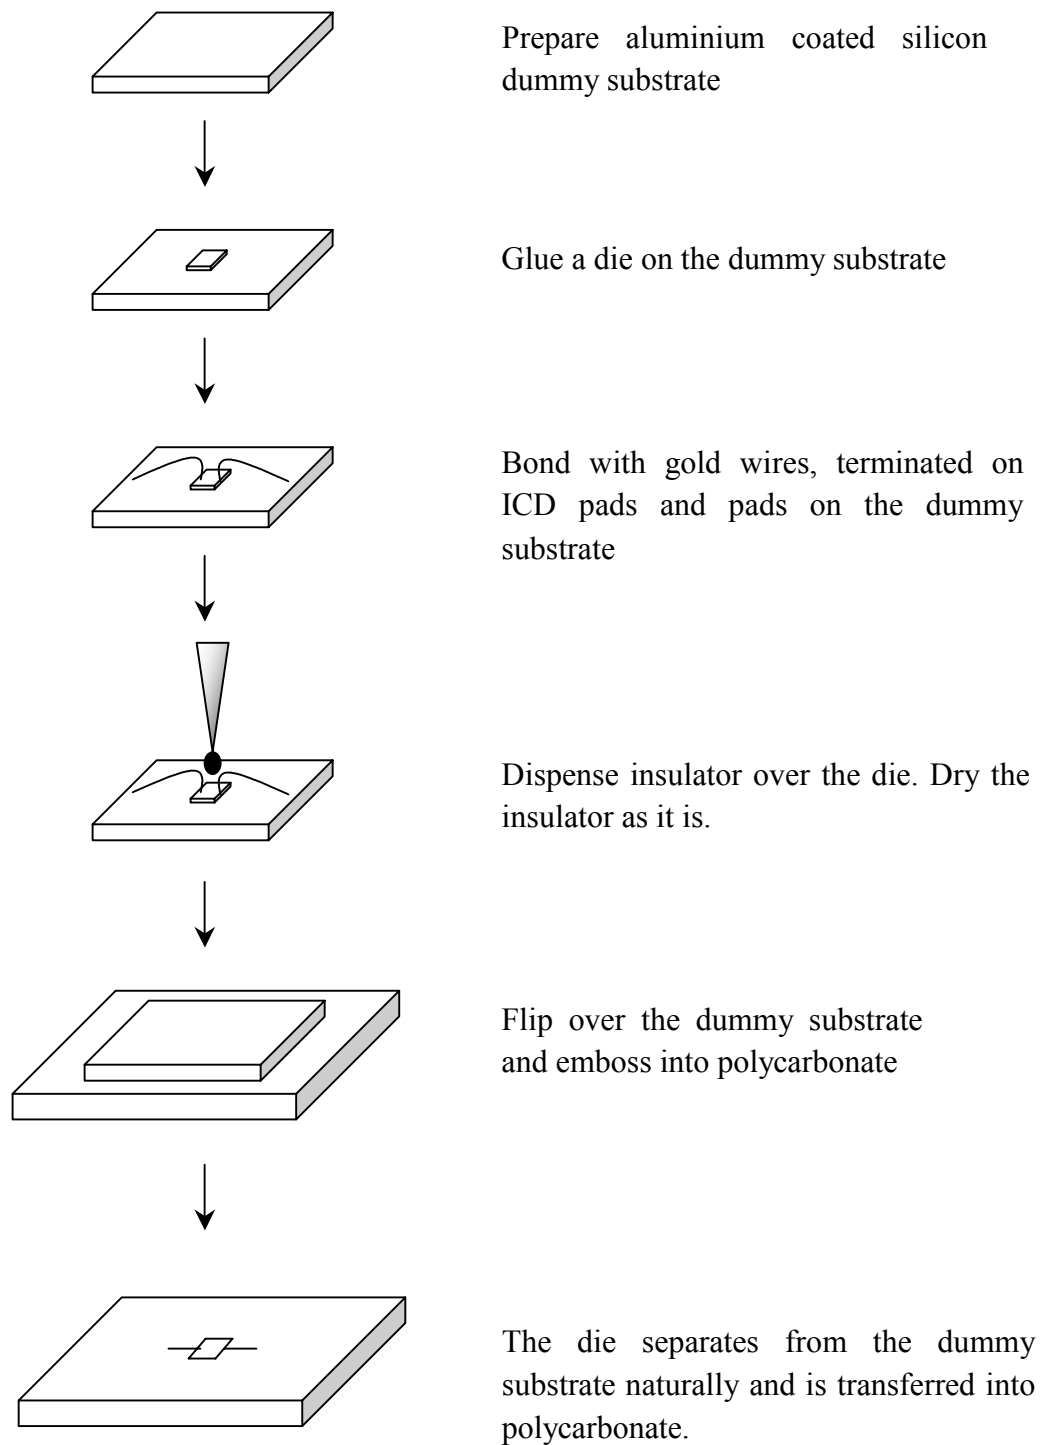 Prepare aluminium coated silicon
dummy substrate
Glue a die on the dummy substrate
Bond with gold wires, terminated on
ICD pads and pads on the dummy
substrate
Dispense insulator over the die. Dry the
insulator as it is.
Flip over the dummy substrate
and emboss into polycarbonate
The die separates from the dummy
substrate naturally and is transferred into
polycarbonate.